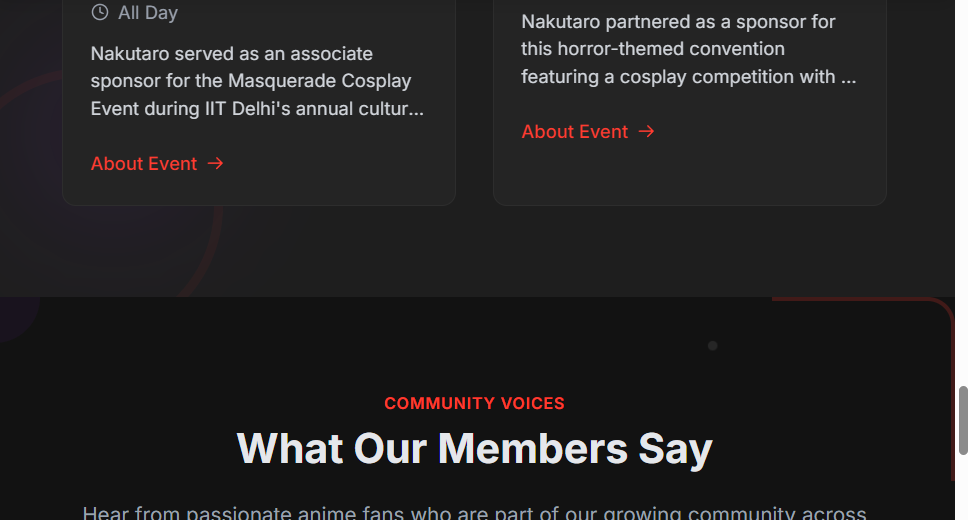 All Day
Nakutaro served as an associate
sponsor for the Masquerade Cosplay
Event during IIT Delhi's annual cultur...
About Event →
Nakutaro partnered as a sponsor for
this horror-themed convention
featuring a cosplay competition with ...
About Event →
COMMUNITY VOICES
What Our Members Say
Hear from passionate anime fans who are part of our growing community across